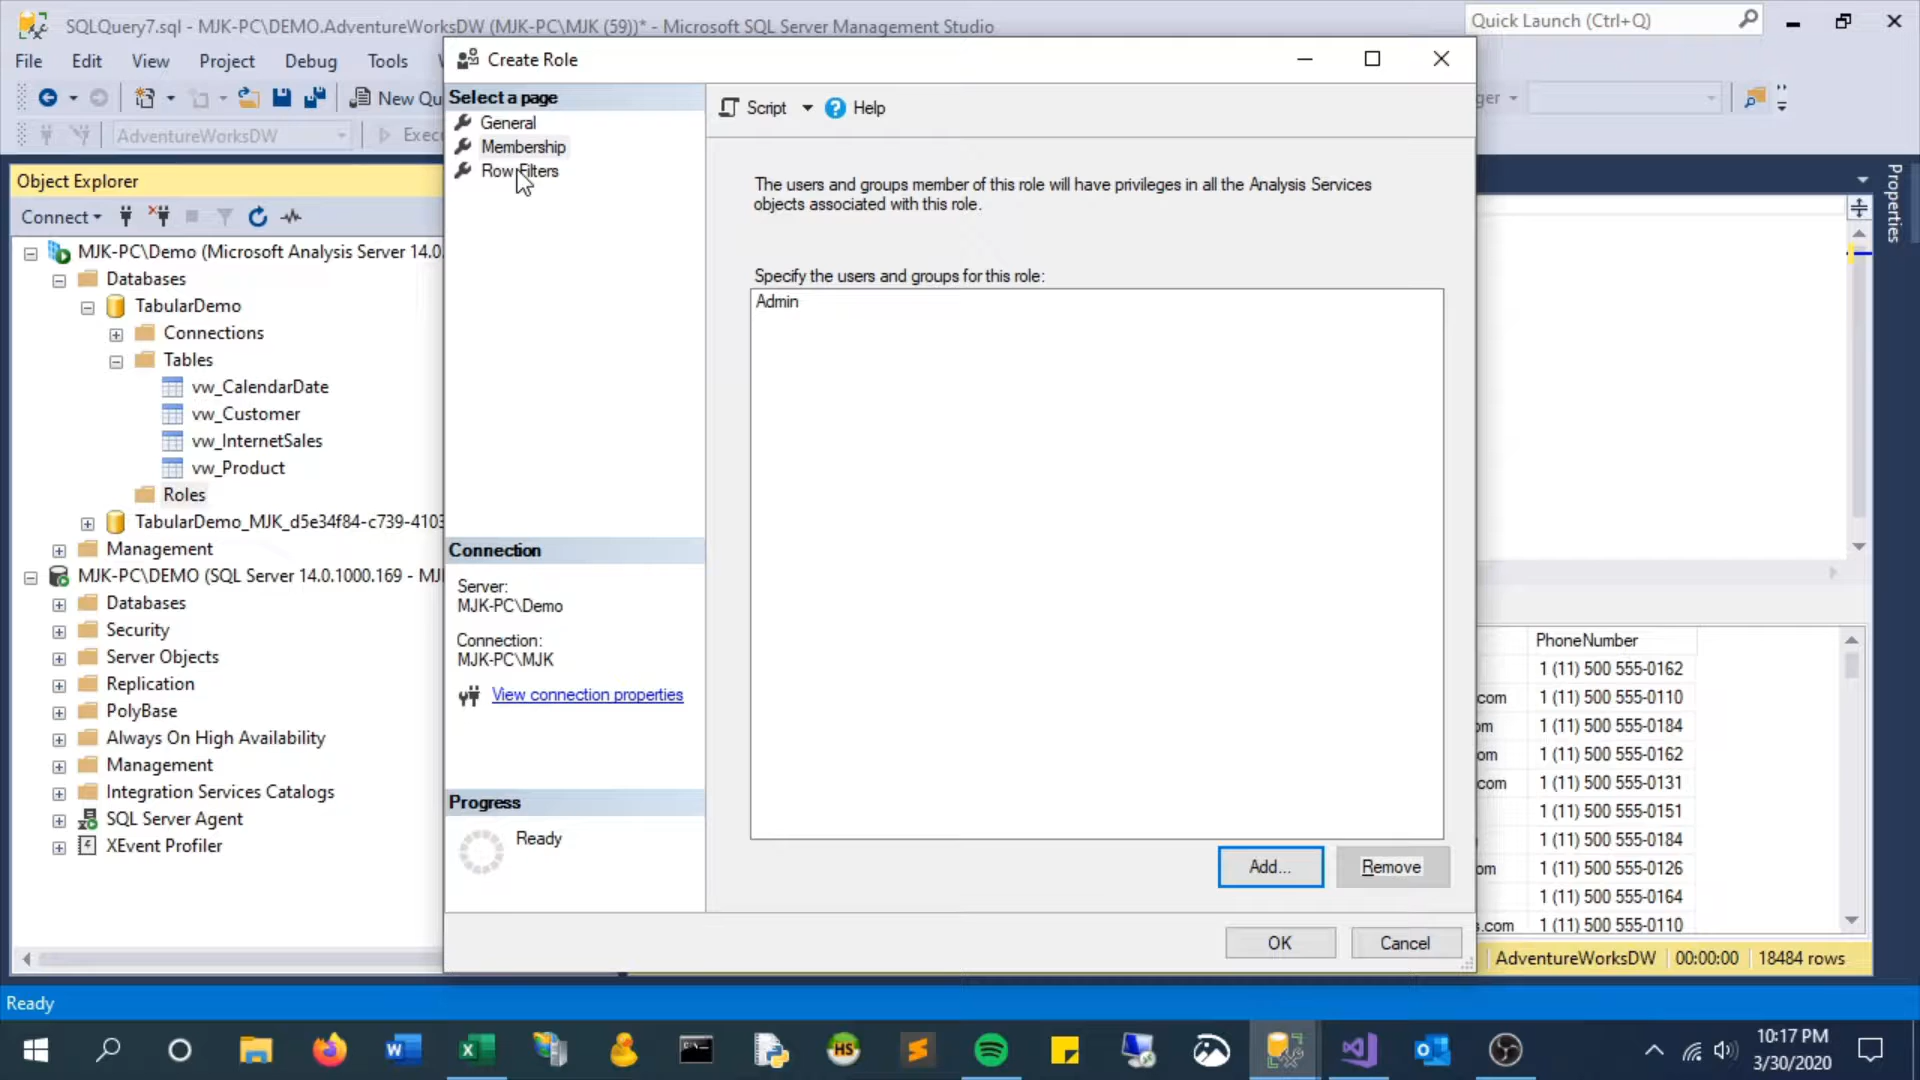 SQLQuery7.sql - MJK-PC\DEMO.AdventureWorksDW (MJK-PC\MJK (59))* - Microsoft SQL Server Management Studio
Quick Launch (Ctrl+Q)
File Edit View Project Debug Tools
New Qu
AdventureWorksDW
Execu
Create Role
Select a page
General
Membership
Row Filters
Script
Help
The users and groups member of this role will have privileges in all the Analysis Services
objects associated with this role.
Specify the users and groups for this role:
Admin
Connection
Server:
MJK-PC\Demo
Connection:
MJK-PC\MJK
View connection properties
Progress
Ready
Add...
Remove
OK
Cancel
Object Explorer
Connect
MJK-PC\Demo (Microsoft Analysis Server 14.0.
Databases
TabularDemo
Connections
Tables
vw_CalendarDate
vw_Customer
vw_InternetSales
vw_Product
Roles
TabularDemo_MJK_d5e34f84-c739-4103
Management
MJK-PC\DEMO (SQL Server 14.0.1000.169 - MJ
Databases
Security
Server Objects
Replication
PolyBase
Always On High Availability
Management
Integration Services Catalogs
SQL Server Agent
XEvent Profiler
ger
Properties
PhoneNumber
1 (11) 500 555-0162
com 1 (11) 500 555-0110
om 1 (11) 500 555-0184
om 1 (11) 500 555-0162
com 1 (11) 500 555-0131
1 (11) 500 555-0151
1 (11) 500 555-0184
om 1 (11) 500 555-0126
1 (11) 500 555-0164
s.com 1 (11) 500 555-0110
AdventureWorksDW 00:00:00 18484 rows
Ready
HS
10:17 PM
3/30/2020